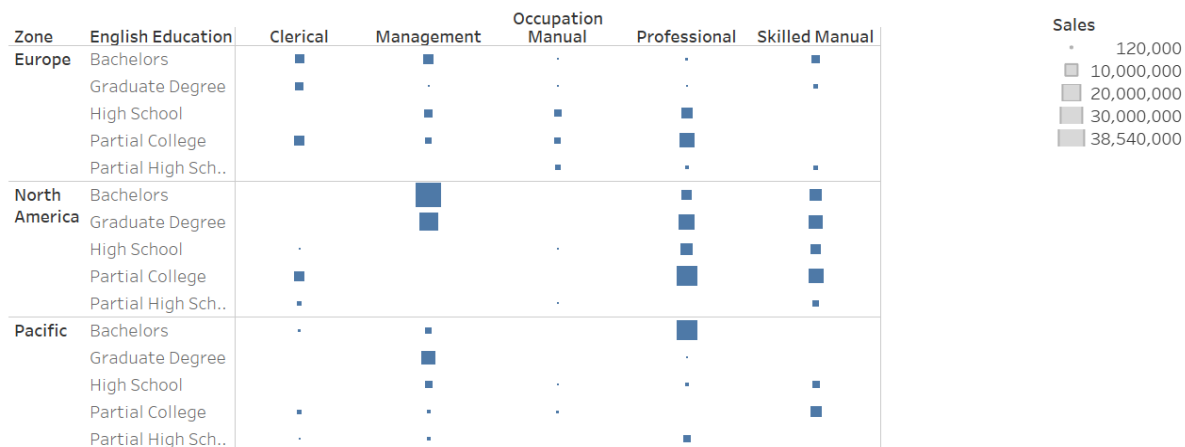 Occupation
Zone English Education Clerical Management Manual Professional Skilled Manual
Europe Bachelors
Graduate Degree
High School
Partial College
Partial High Sch..
North America Bachelors
Graduate Degree
High School
Partial College
Partial High Sch..
Pacific Bachelors
Graduate Degree
High School
Partial College
Partial High Sch..
Sales
120,000
10,000,000
20,000,000
30,000,000
38,540,000